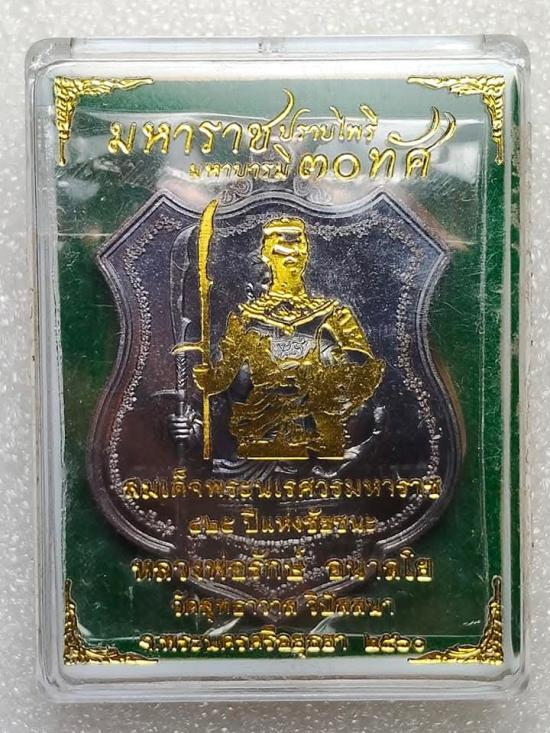 มหาราช ปราบไพรี
มหาบารมี ๓๐ ทัศ
สมเด็จพระนเรศวรมหาราช
๔๒๕ ปีแห่งชัยชนะ
หลวงพ่อรักษ์ อนาลโย
วัดสุทธาวาส วิปัสสนา
จ.พระนครศรีอยุธยา ๒๕๖๐